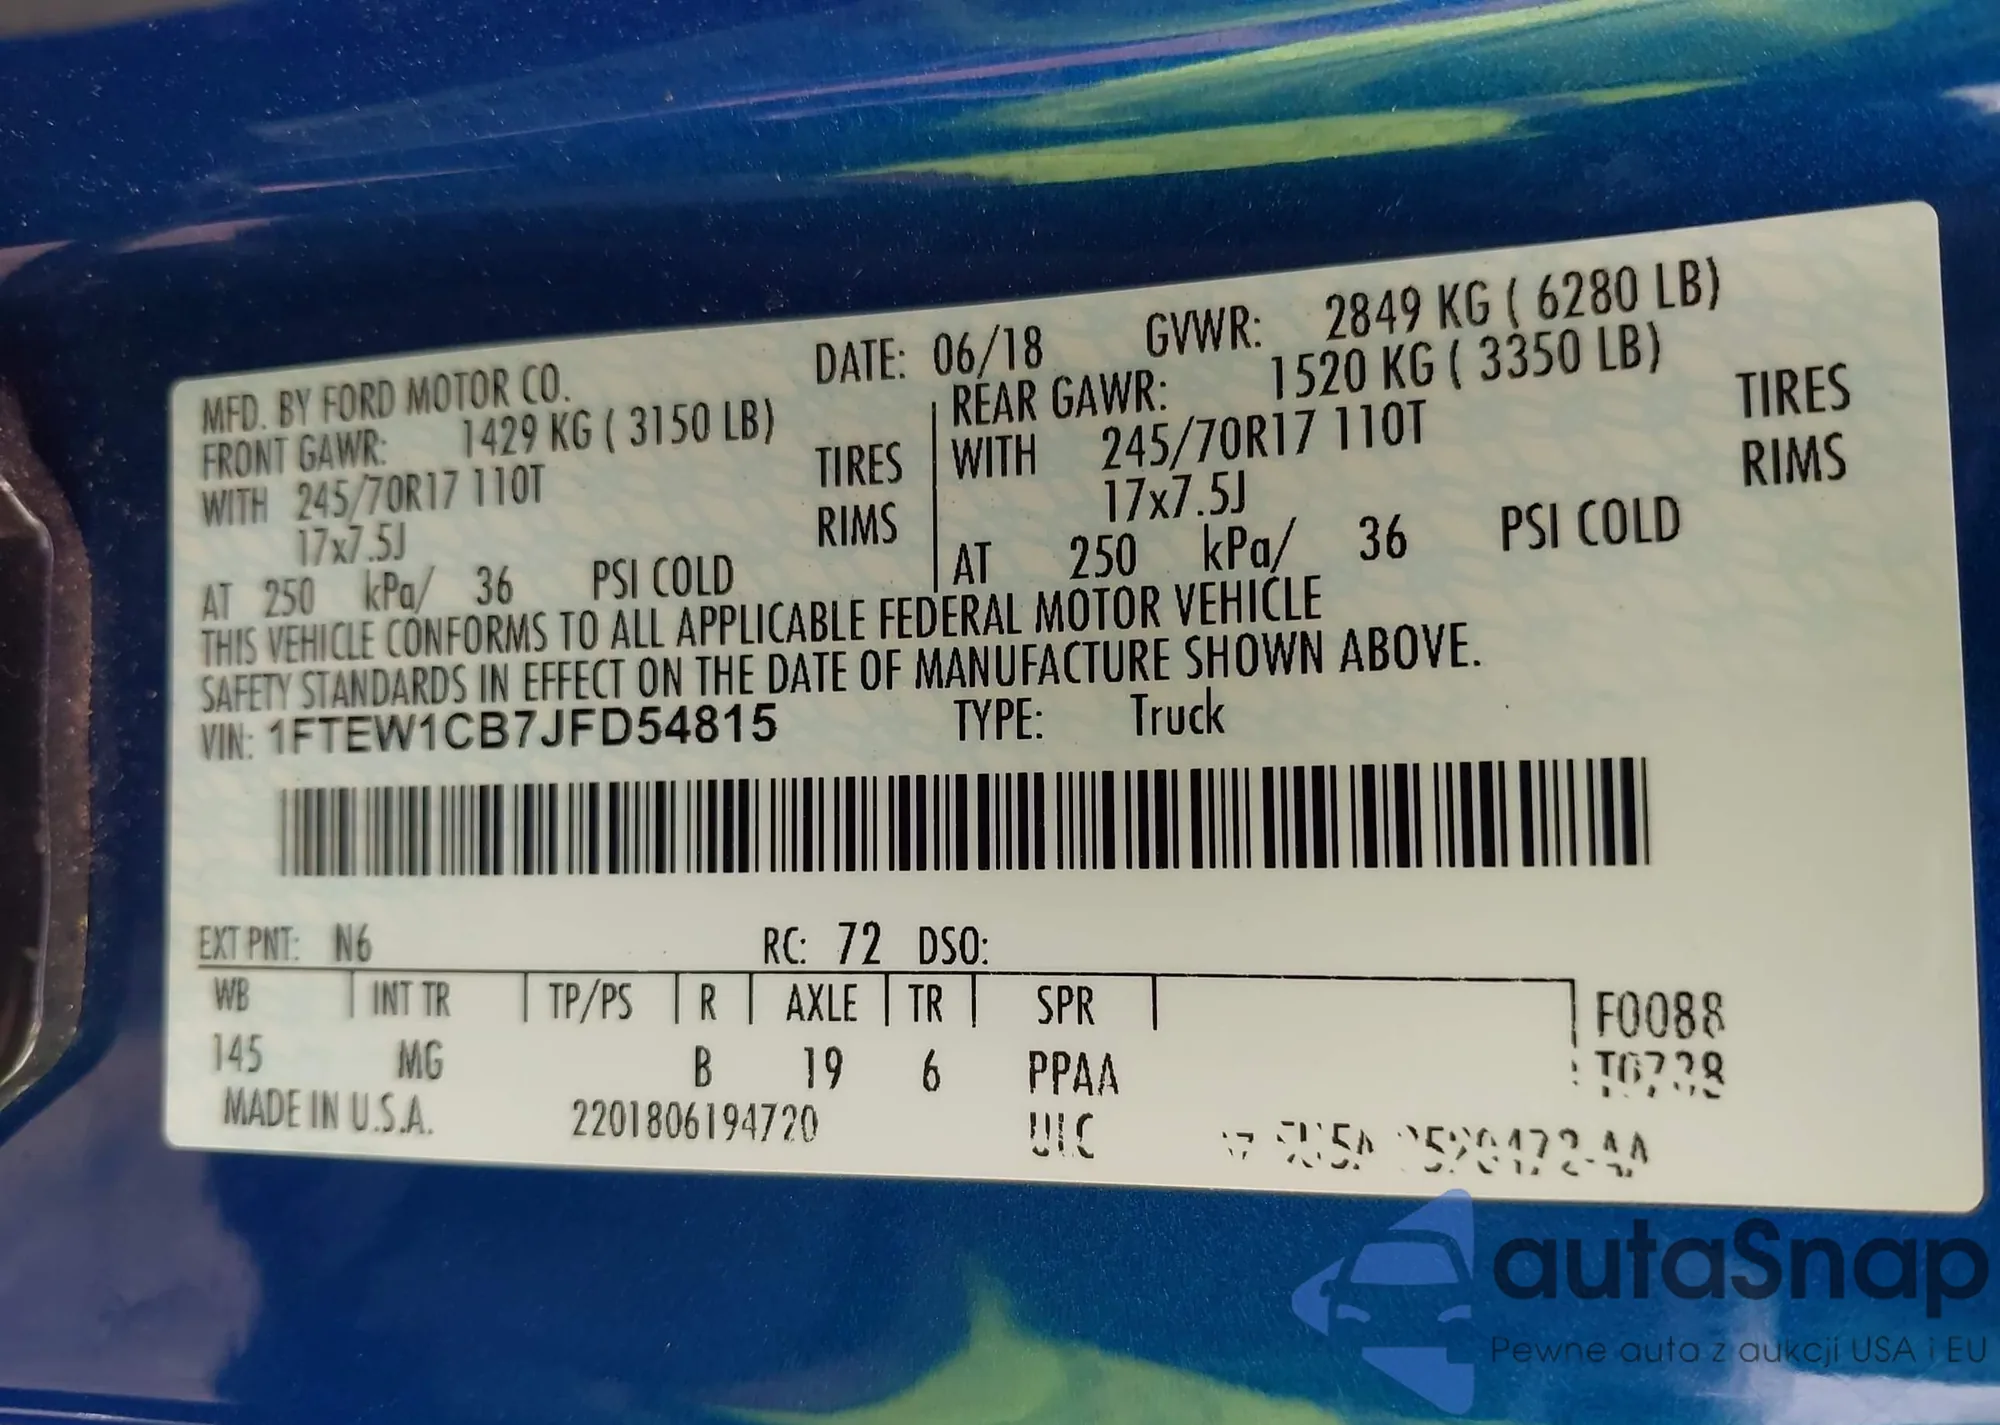 MFD. BY FORD MOTOR CO. DATE: 06/18 GVWR: 2849 KG ( 6280 LB)
FRONT GAWR: 1429 KG ( 3150 LB) REAR GAWR: 1520 KG ( 3350 LB)
WITH 245/70R17 110T TIRES WITH 245/70R17 110T TIRES
17x7.5J RIMS 17x7.5J RIMS
AT 250 kPa/ 36 PSI COLD AT 250 kPa/ 36 PSI COLD
THIS VEHICLE CONFORMS TO ALL APPLICABLE FEDERAL MOTOR VEHICLE
SAFETY STANDARDS IN EFFECT ON THE DATE OF MANUFACTURE SHOWN ABOVE.
VIN: 1FTEW1CB7JFD54815 TYPE: Truck
EXT PNT: N6 RC: 72 DSO:
WB INT TR TP/PS R AXLE TR SPR F0088
145 MG B 19 6 PPAA
MADE IN U.S.A. 2201806194720 ULC
autaSnap
Pewne auta z aukcji USA i EU